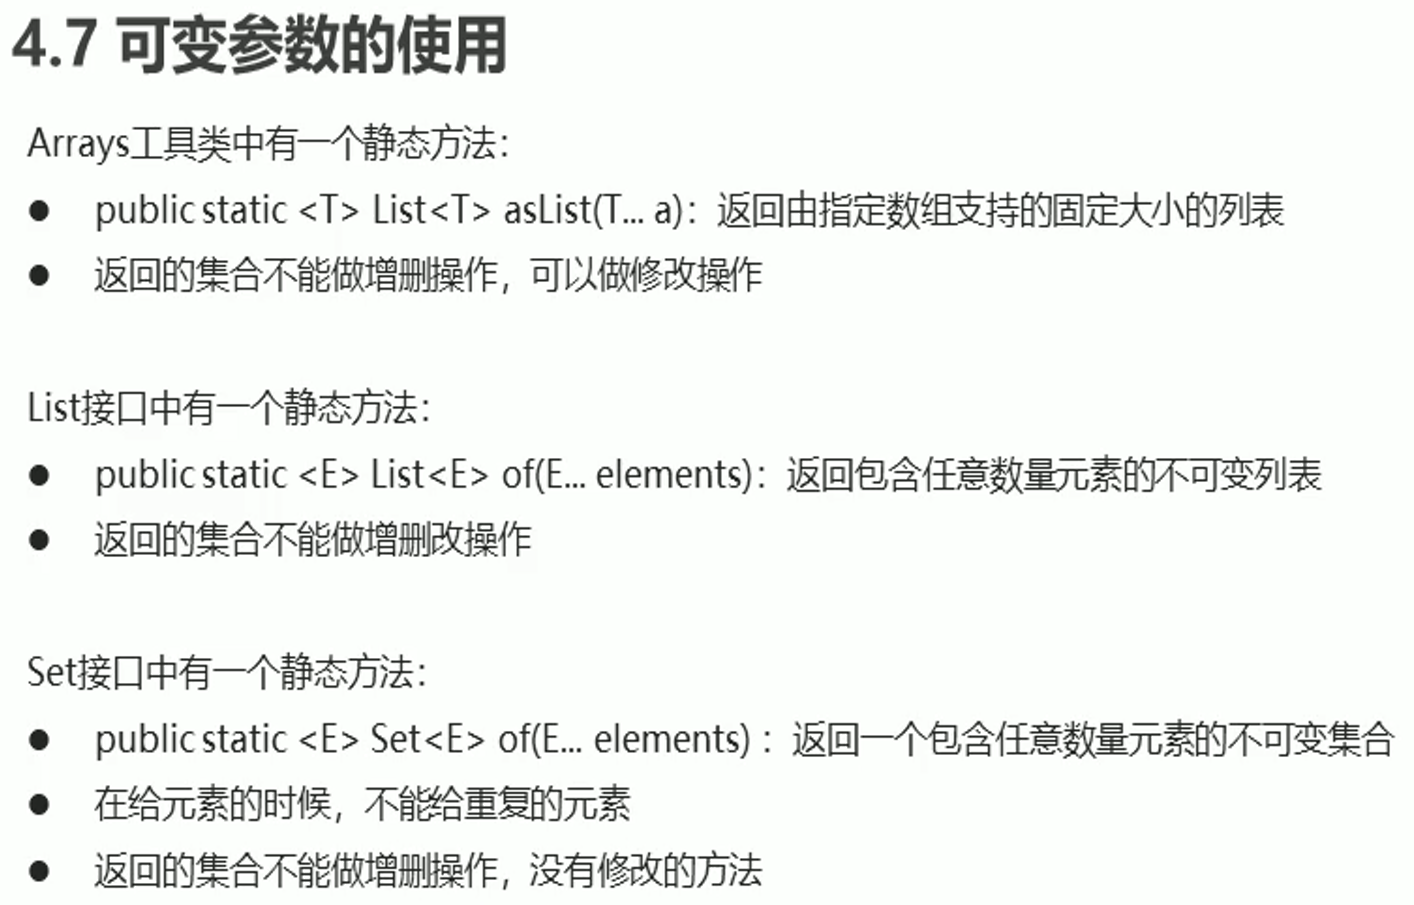 4.7 可变参数的使用
Arrays工具类中有一个静态方法：
● public static <T> List<T> asList(T... a)：返回由指定数组支持的固定大小的列表
● 返回的集合不能做增删操作，可以做修改操作
List接口中有一个静态方法：
● public static <E> List<E> of(E... elements)：返回包含任意数量元素的不可变列表
● 返回的集合不能做增删改操作
Set接口中有一个静态方法：
● public static <E> Set<E> of(E... elements) ：返回一个包含任意数量元素的不可变集合
● 在给元素的时候，不能给重复的元素
● 返回的集合不能做增删操作，没有修改的方法